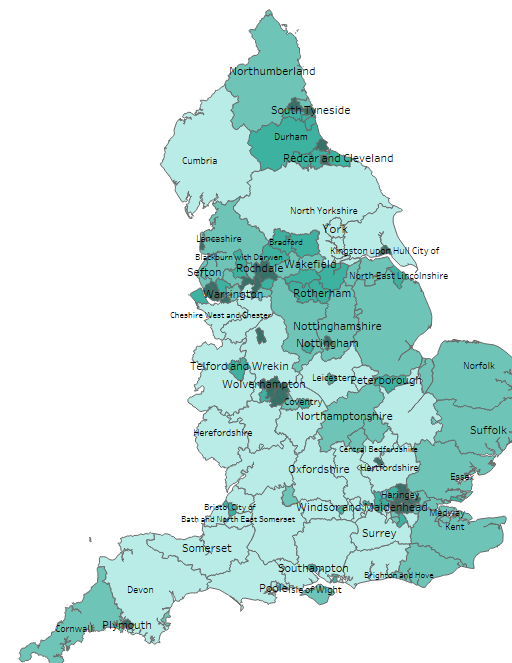 Northumberland
South Tyneside
Durham
Redcar and Cleveland
Cumbria
North Yorkshire
York
Lancashire
Bradford
Kingston upon Hull City of
Blackburn with Darwen
Sefton
Rochdale
Wakefield
North East Lincolnshire
Warrington
Rotherham
Cheshire West and Chester
Nottinghamshire
Nottingham
Telford and Wrekin
Norfolk
Wolverhampton
Leicester
Peterborough
Coventry
Northamptonshire
Suffolk
Herefordshire
Central Bedfordshire
Oxfordshire
Hertfordshire
Essex
Haringey
Bristol City of
Windsor and Maidenhead
Medway
Bath and North East Somerset
Kent
Surrey
Somerset
Southampton
Brighton and Hove
Devon
Poole
Isle of Wight
Cornwall
Plymouth